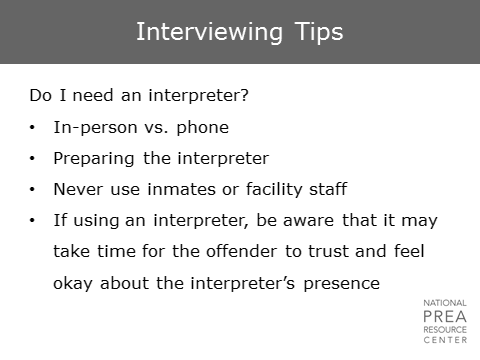 Interviewing Tips
Do I need an interpreter?
• In-person vs. phone
• Preparing the interpreter
• Never use inmates or facility staff
• If using an interpreter, be aware that it may
take time for the offender to trust and feel
okay about the interpreter’s presence
NATIONAL
PREA
RESOURCE
CENTER